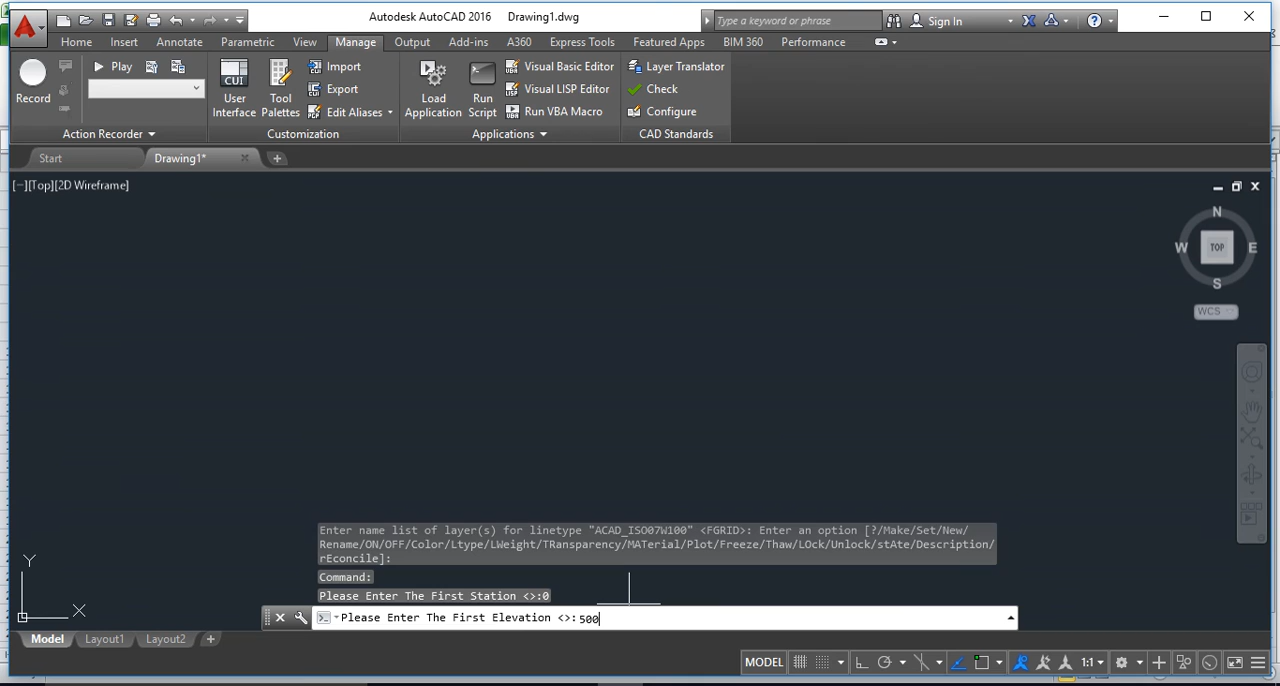 Autodesk AutoCAD 2016 Drawing1.dwg
Type a keyword or phrase
Sign In
Home Insert Annotate Parametric View Manage Output Add-ins A360 Express Tools Featured Apps BIM 360 Performance
Record
Play
Action Recorder
CUI
User Interface
Tool Palettes
Import
Export
Edit Aliases
Customization
Load Application
Run Script
Visual Basic Editor
Visual LISP Editor
Run VBA Macro
Applications
Layer Translator
Check
Configure
CAD Standards
Start Drawing1*
[−][Top][2D Wireframe]
N
W TOP E
S
WCS
Enter name list of layer(s) for linetype "ACAD_ISO07W100" <FGRID>: Enter an option [?/Make/Set/New/
Rename/ON/OFF/Color/Ltype/LWeight/TRansparency/MATerial/Plot/Freeze/Thaw/LOck/Unlock/stAte/Description/
rEconcile]:
Command:
Please Enter The First Station <>:0
Please Enter The First Elevation <>:500
Y
X
Model Layout1 Layout2
MODEL 1:1